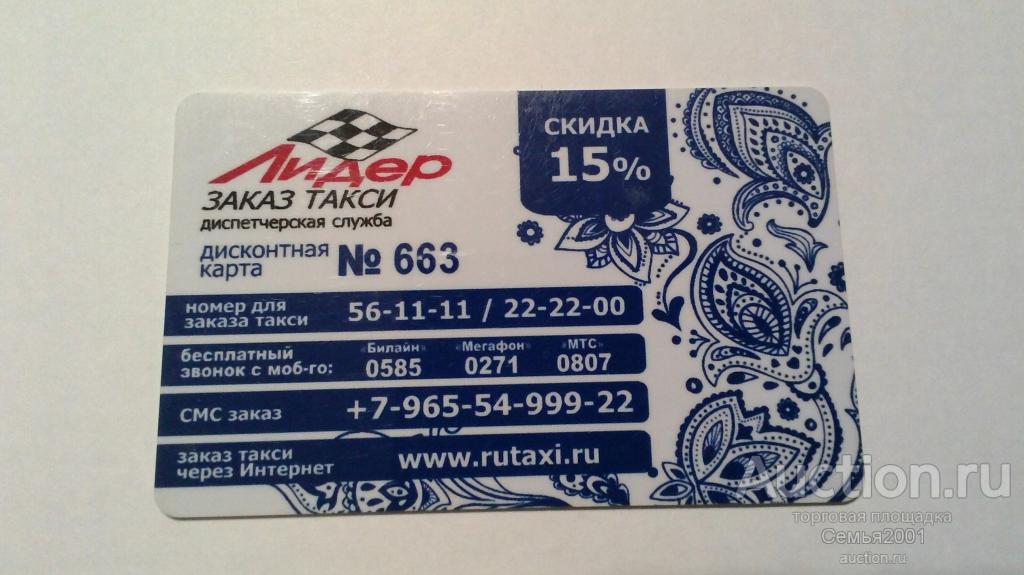 Лидер
ЗАКАЗ ТАКСИ
диспетчерская служба
дисконтная
карта
№ 663
СКИДКА
15%
номер для
заказа такси
56-11-11 / 22-22-00
бесплатный
звонок с моб-го:
"Билайн" "Мегафон" "МТС"
0585 0271 0807
СМС заказ
+7-965-54-999-22
заказ такси
через Интернет
www.rutaxi.ru
Auction.ru
торговая площадка
Семья2001
auction.ru